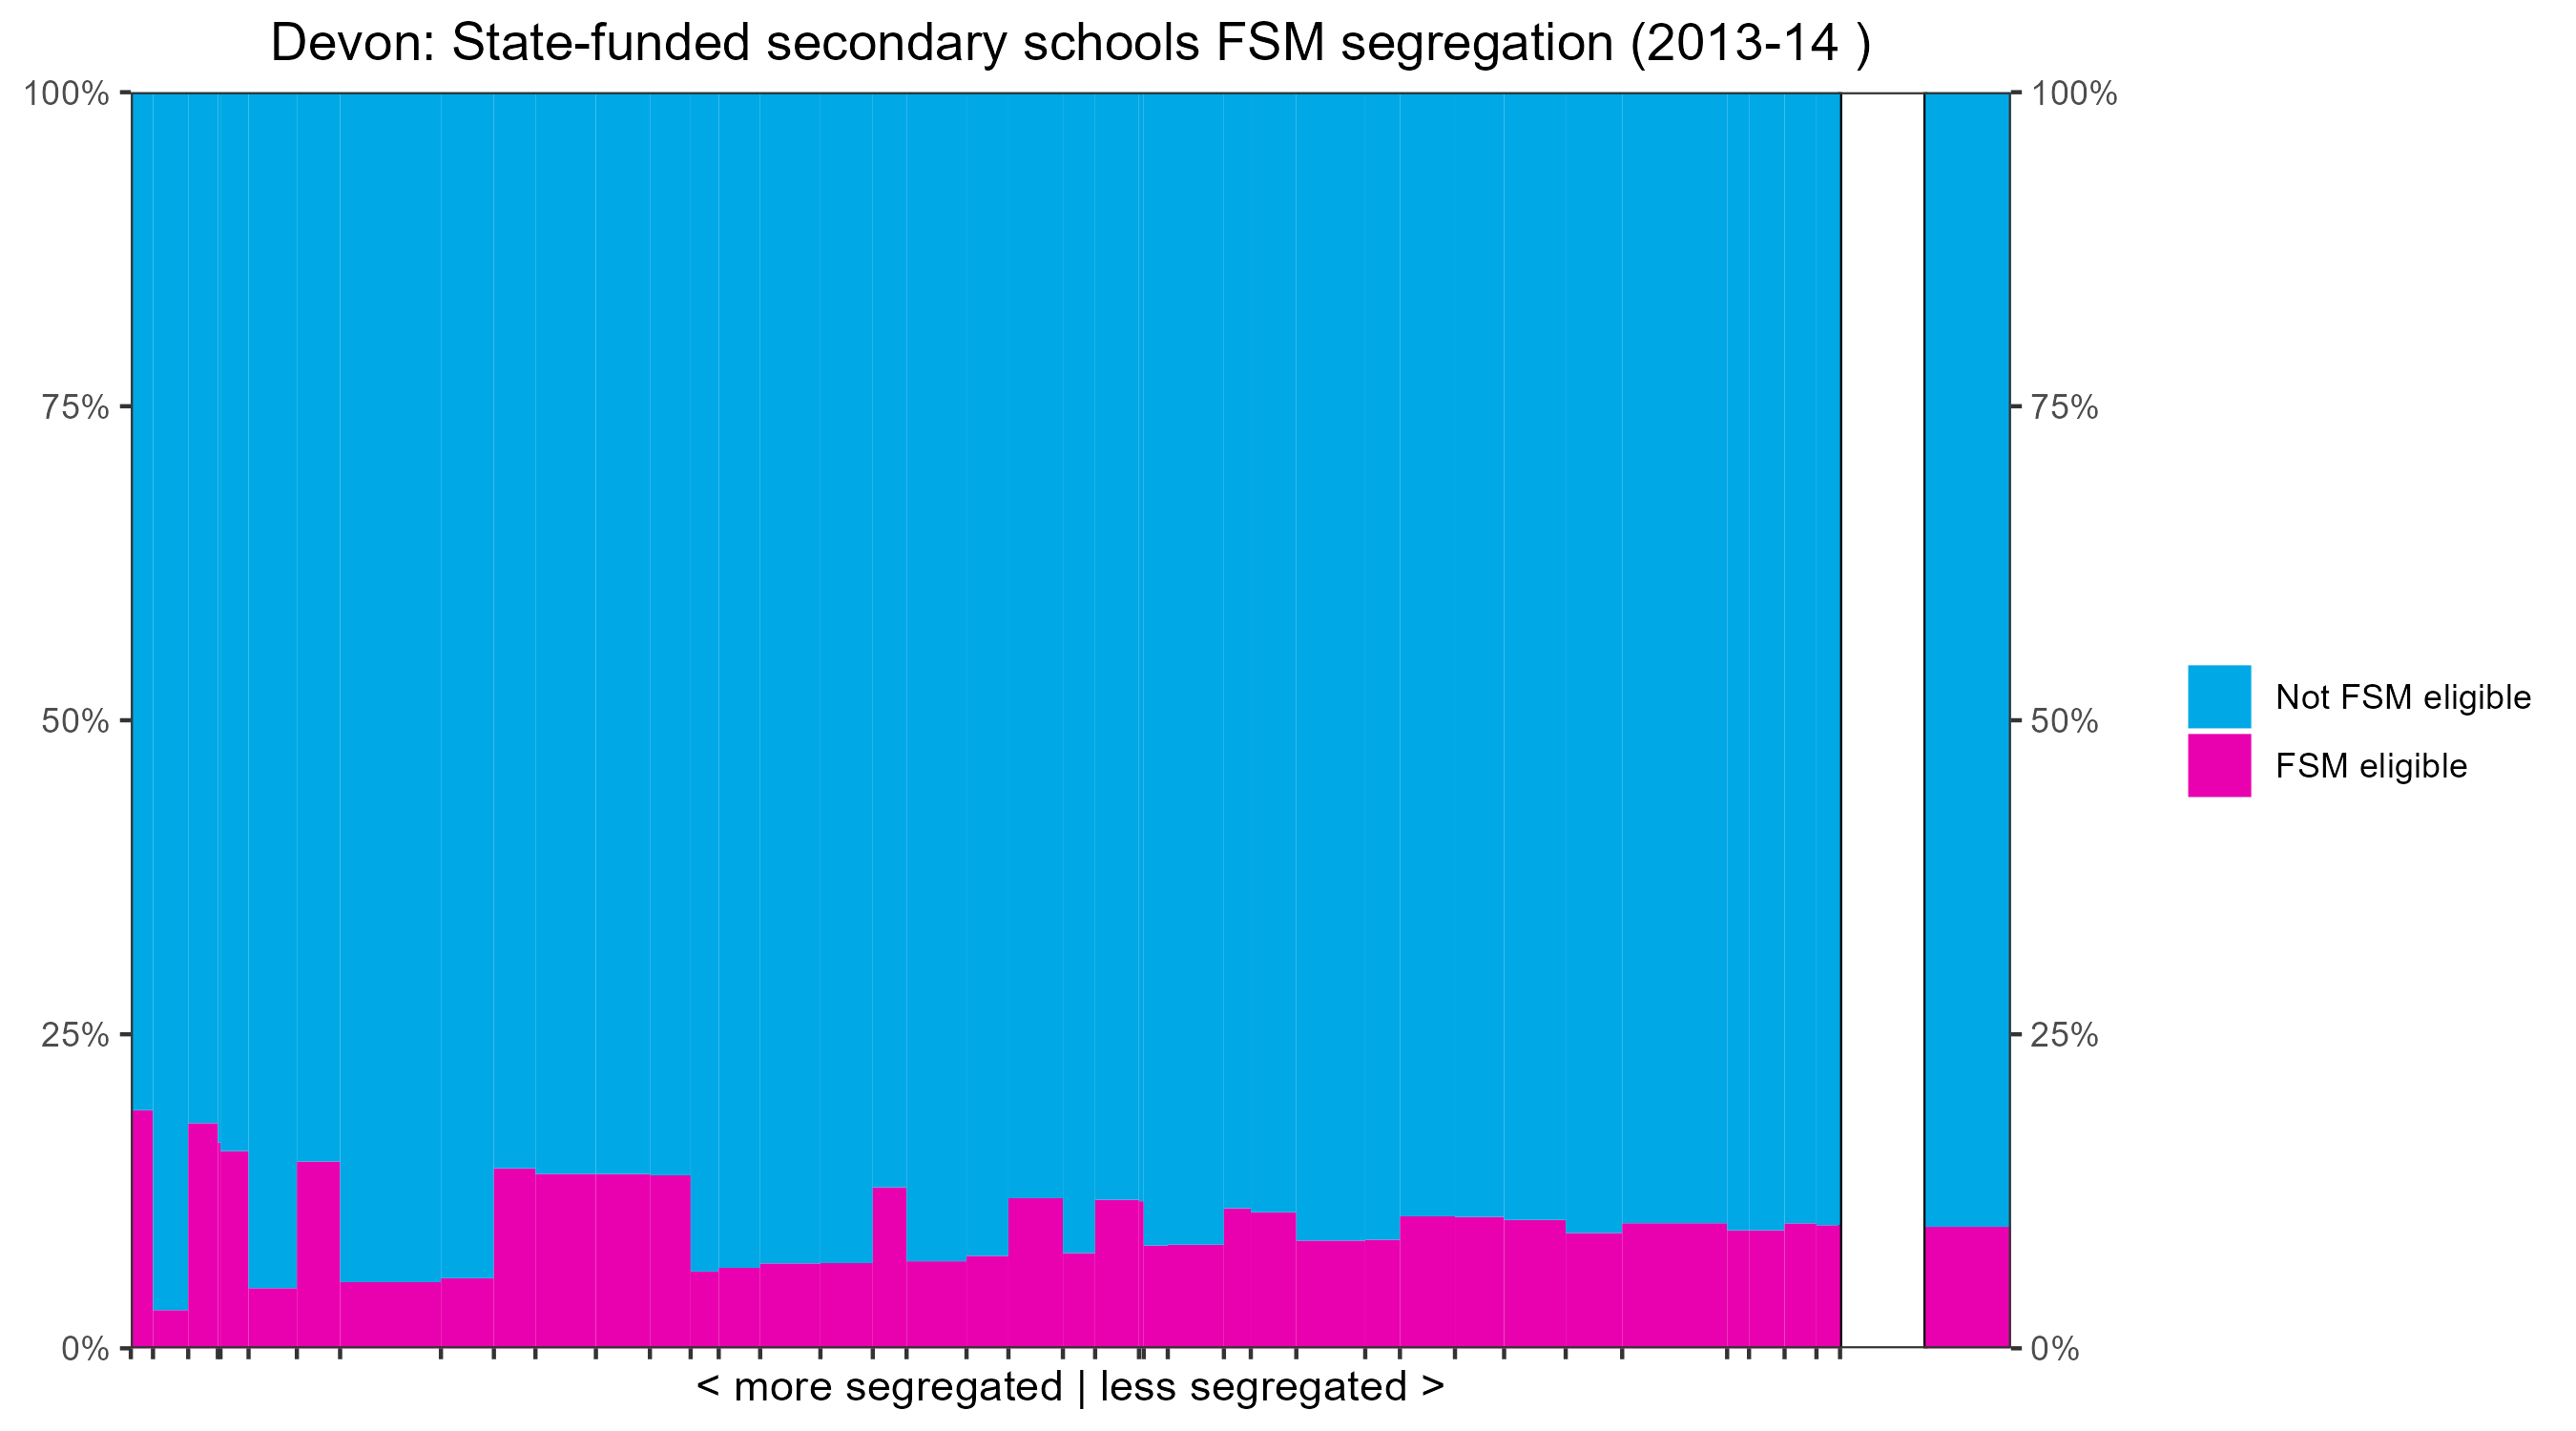 Devon: State-funded secondary schools FSM segregation (2013-14 )
100%
75%
50%
25%
0%
100%
75%
50%
25%
0%
Not FSM eligible
FSM eligible
< more segregated | less segregated >